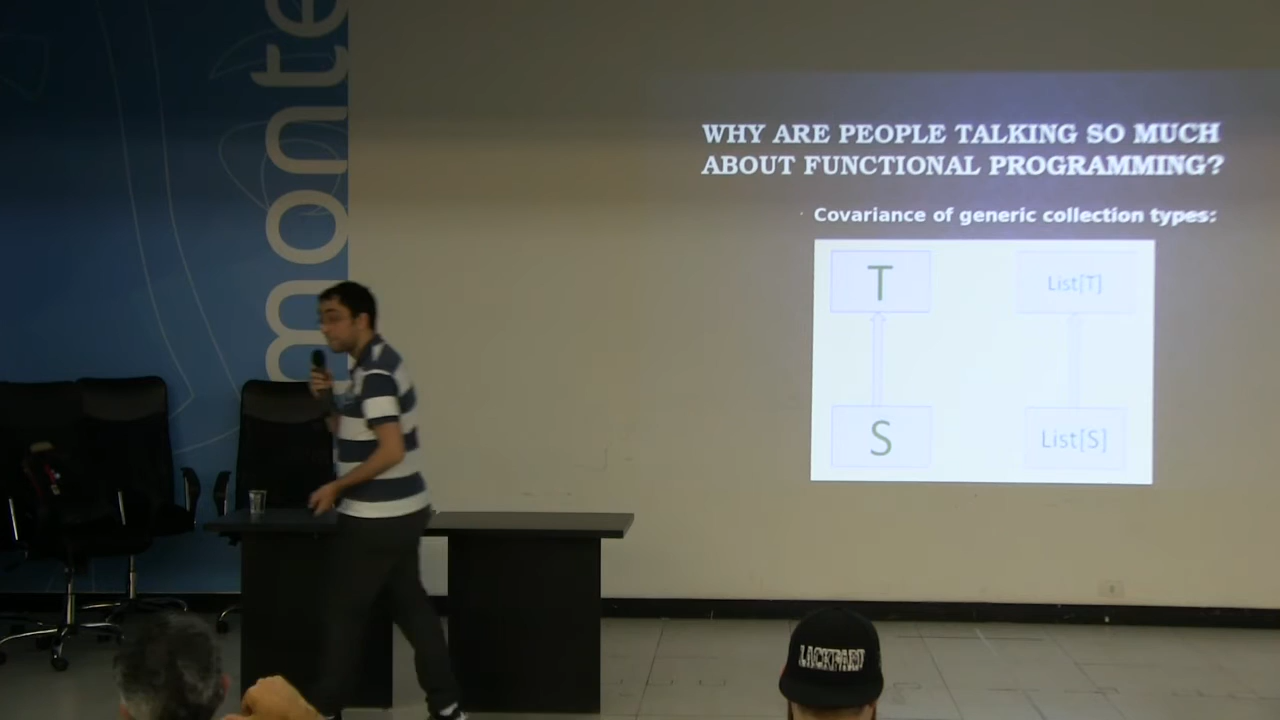 monte
WHY ARE PEOPLE TALKING SO MUCH
ABOUT FUNCTIONAL PROGRAMMING?
Covariance of generic collection types:
T
List[T]
S
List[S]